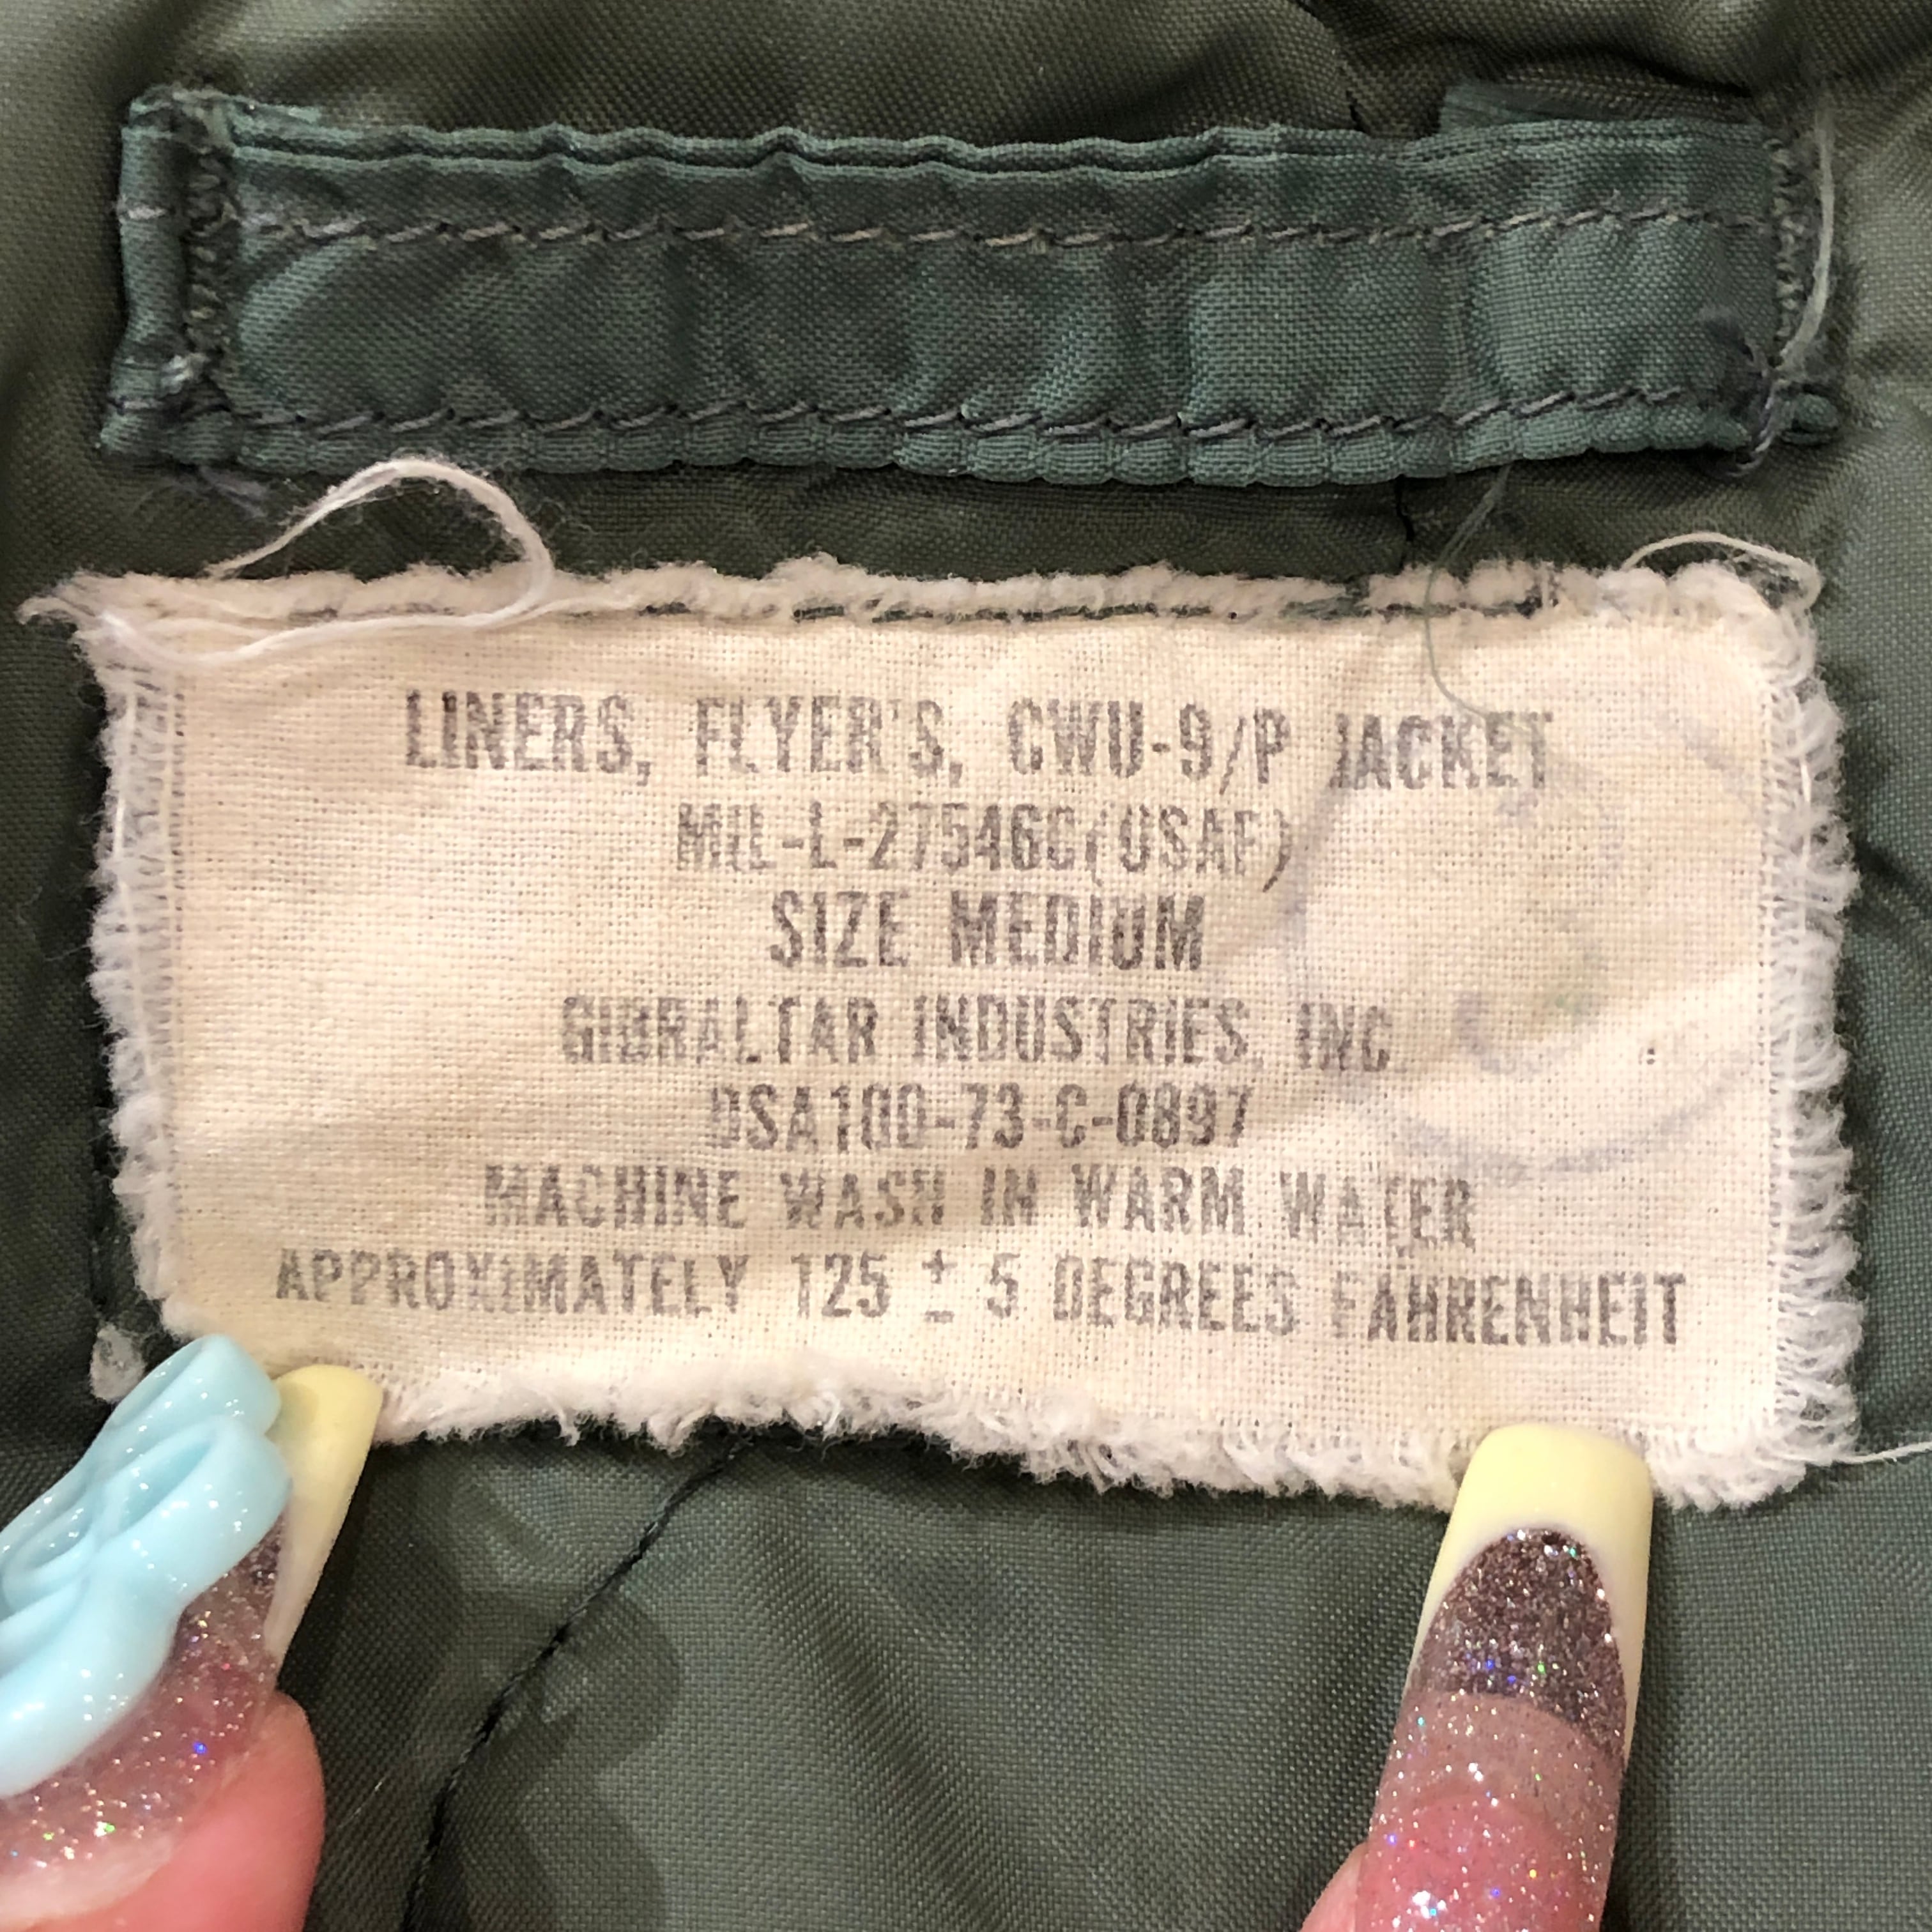 LINERS, FLYER'S, CWU-9/P JACKET
MIL-L-27546C(USAF)
SIZE MEDIUM
GIBRALTAR INDUSTRIES, INC
DSA100-73-C-0897
MACHINE WASH IN WARM WATER
APPROXIMATELY 125 ± 5 DEGREES FAHRENHEIT